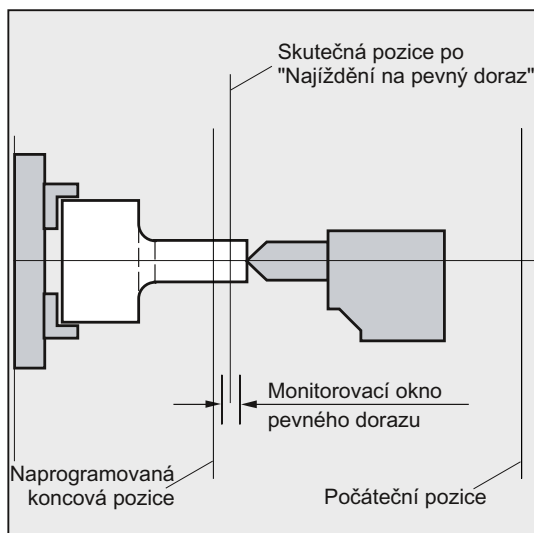 Skutečná pozice po
"Najíždění na pevný doraz"
Monitorovací okno
pevného dorazu
Naprogramovaná
koncová pozice
Počáteční pozice